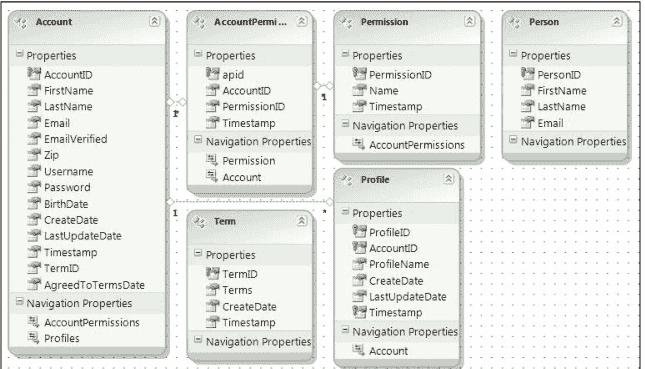 Account
Properties
AccountID
FirstName
LastName
Email
EmailVerified
Zip
Username
Password
BirthDate
CreateDate
LastUpdateDate
Timestamp
TermID
AgreedToTermsDate
Navigation Properties
AccountPermissions
Profiles
AccountPermi...
Properties
apid
AccountID
PermissionID
Timestamp
Navigation Properties
Permission
Account
Permission
Properties
PermissionID
Name
Timestamp
Navigation Properties
AccountPermissions
Person
Properties
PersonID
FirstName
LastName
Email
Navigation Properties
1
*
Term
Properties
TermID
Terms
CreateDate
Timestamp
Navigation Properties
Profile
Properties
ProfileID
AccountID
ProfileName
CreateDate
LastUpdateDate
Timestamp
Navigation Properties
Account